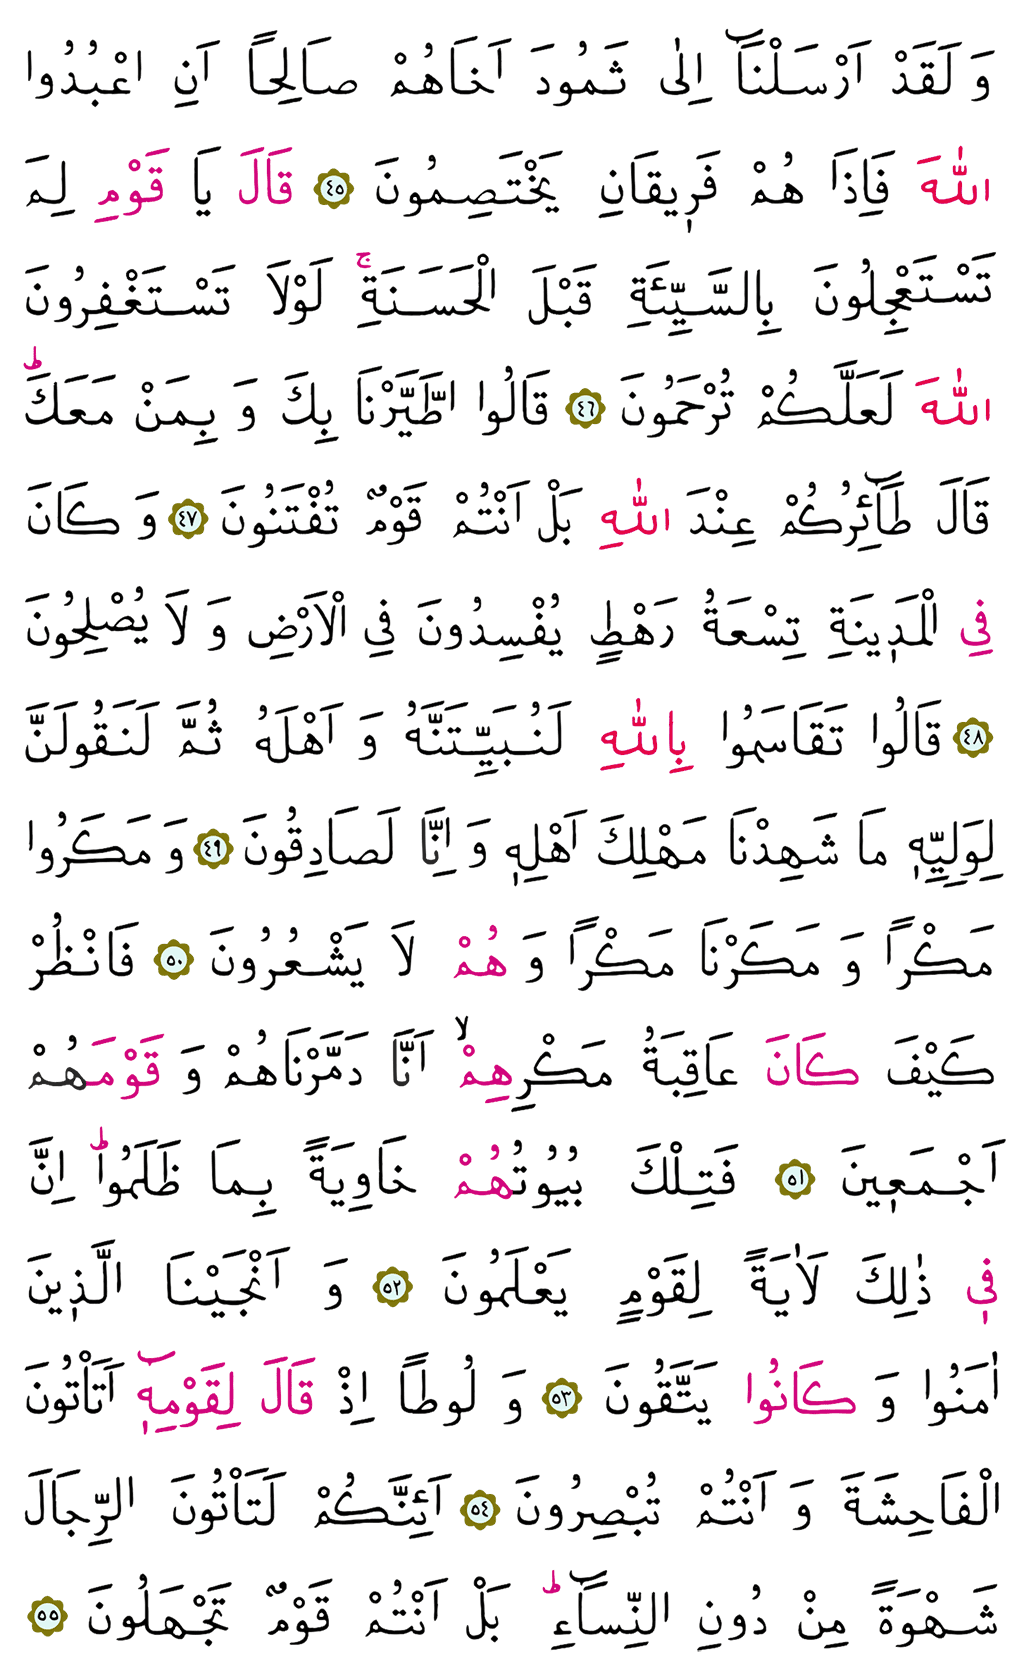 وَ لَقَدْ اَرْسَلْنَٓا اِلٰى ثَمُودَ اَخَاهُمْ صَالِحًا اَنِ اعْبُدُوا
اللّٰهَ فَاِذَا هُمْ فَرٖيقَانِ يَخْتَصِمُونَ ﴿٤٥﴾ قَالَ يَا قَوْمِ لِمَ
تَسْتَعْجِلُونَ بِالسَّيِّئَةِ قَبْلَ الْحَسَنَةِۚ لَوْلَا تَسْتَغْفِرُونَ
اللّٰهَ لَعَلَّكُمْ تُرْحَمُونَ ﴿٤٦﴾ قَالُوا اطَّيَّرْنَا بِكَ وَ بِمَنْ مَعَكَؕ
قَالَ طَٓائِرُكُمْ عِنْدَ اللّٰهِ بَلْ اَنْتُمْ قَوْمٌ تُفْتَنُونَ ﴿٤٧﴾ وَ كَانَ
فِي الْمَدٖينَةِ تِسْعَةُ رَهْطٍ يُفْسِدُونَ فِي الْاَرْضِ وَ لَا يُصْلِحُونَ
﴿٤٨﴾ قَالُوا تَقَاسَمُوا بِاللّٰهِ لَنُبَيِّتَنَّهُ وَ اَهْلَهُ ثُمَّ لَنَقُولَنَّ
لِوَلِيِّهٖ مَا شَهِدْنَا مَهْلِكَ اَهْلِهٖ وَ اِنَّا لَصَادِقُونَ ﴿٤٩﴾ وَ مَكَرُوا
مَكْرًا وَ مَكَرْنَا مَكْرًا وَ هُمْ لَا يَشْعُرُونَ ﴿٥٠﴾ فَانْظُرْ
كَيْفَ كَانَ عَاقِبَةُ مَكْرِهِمْۙ اَنَّا دَمَّرْنَاهُمْ وَ قَوْمَهُمْ
اَجْمَعٖينَ ﴿٥١﴾ فَتِلْكَ بُيُوتُهُمْ خَاوِيَةً بِمَا ظَلَمُواؕ اِنَّ
فٖي ذٰلِكَ لَاٰيَةً لِقَوْمٍ يَعْلَمُونَ ﴿٥٢﴾ وَ اَنْجَيْنَا الَّذٖينَ
اٰمَنُوا وَ كَانُوا يَتَّقُونَ ﴿٥٣﴾ وَ لُوطًا اِذْ قَالَ لِقَوْمِهٖٓ اَتَاْتُونَ
الْفَاحِشَةَ وَ اَنْتُمْ تُبْصِرُونَ ﴿٥٤﴾ اَئِنَّكُمْ لَتَاْتُونَ الرِّجَالَ
شَهْوَةً مِنْ دُونِ النِّسَٓاءِؕ بَلْ اَنْتُمْ قَوْمٌ تَجْهَلُونَ ﴿٥٥﴾